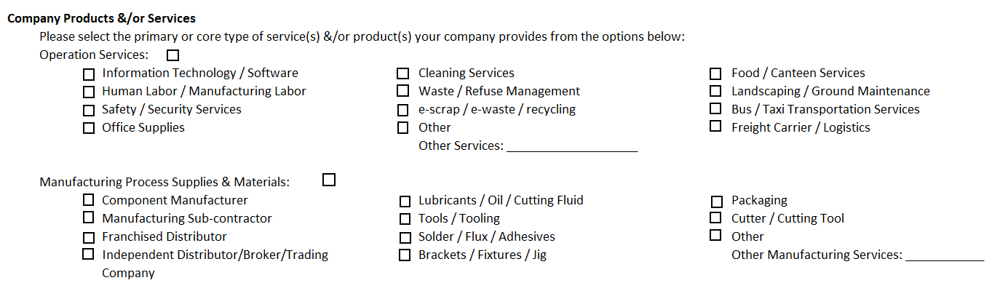 Company Products &/or Services
Please select the primary or core type of service(s) &/or product(s) your company provides from the options below:
Operation Services: ☐
☐ Information Technology / Software ☐ Cleaning Services ☐ Food / Canteen Services
☐ Human Labor / Manufacturing Labor ☐ Waste / Refuse Management ☐ Landscaping / Ground Maintenance
☐ Safety / Security Services ☐ e-scrap / e-waste / recycling ☐ Bus / Taxi Transportation Services
☐ Office Supplies ☐ Other ☐ Freight Carrier / Logistics
Other Services: ____________________
Manufacturing Process Supplies & Materials: ☐
☐ Component Manufacturer ☐ Lubricants / Oil / Cutting Fluid ☐ Packaging
☐ Manufacturing Sub-contractor ☐ Tools / Tooling ☐ Cutter / Cutting Tool
☐ Franchised Distributor ☐ Solder / Flux / Adhesives ☐ Other
☐ Independent Distributor/Broker/Trading ☐ Brackets / Fixtures / Jig Other Manufacturing Services: ____________
Company